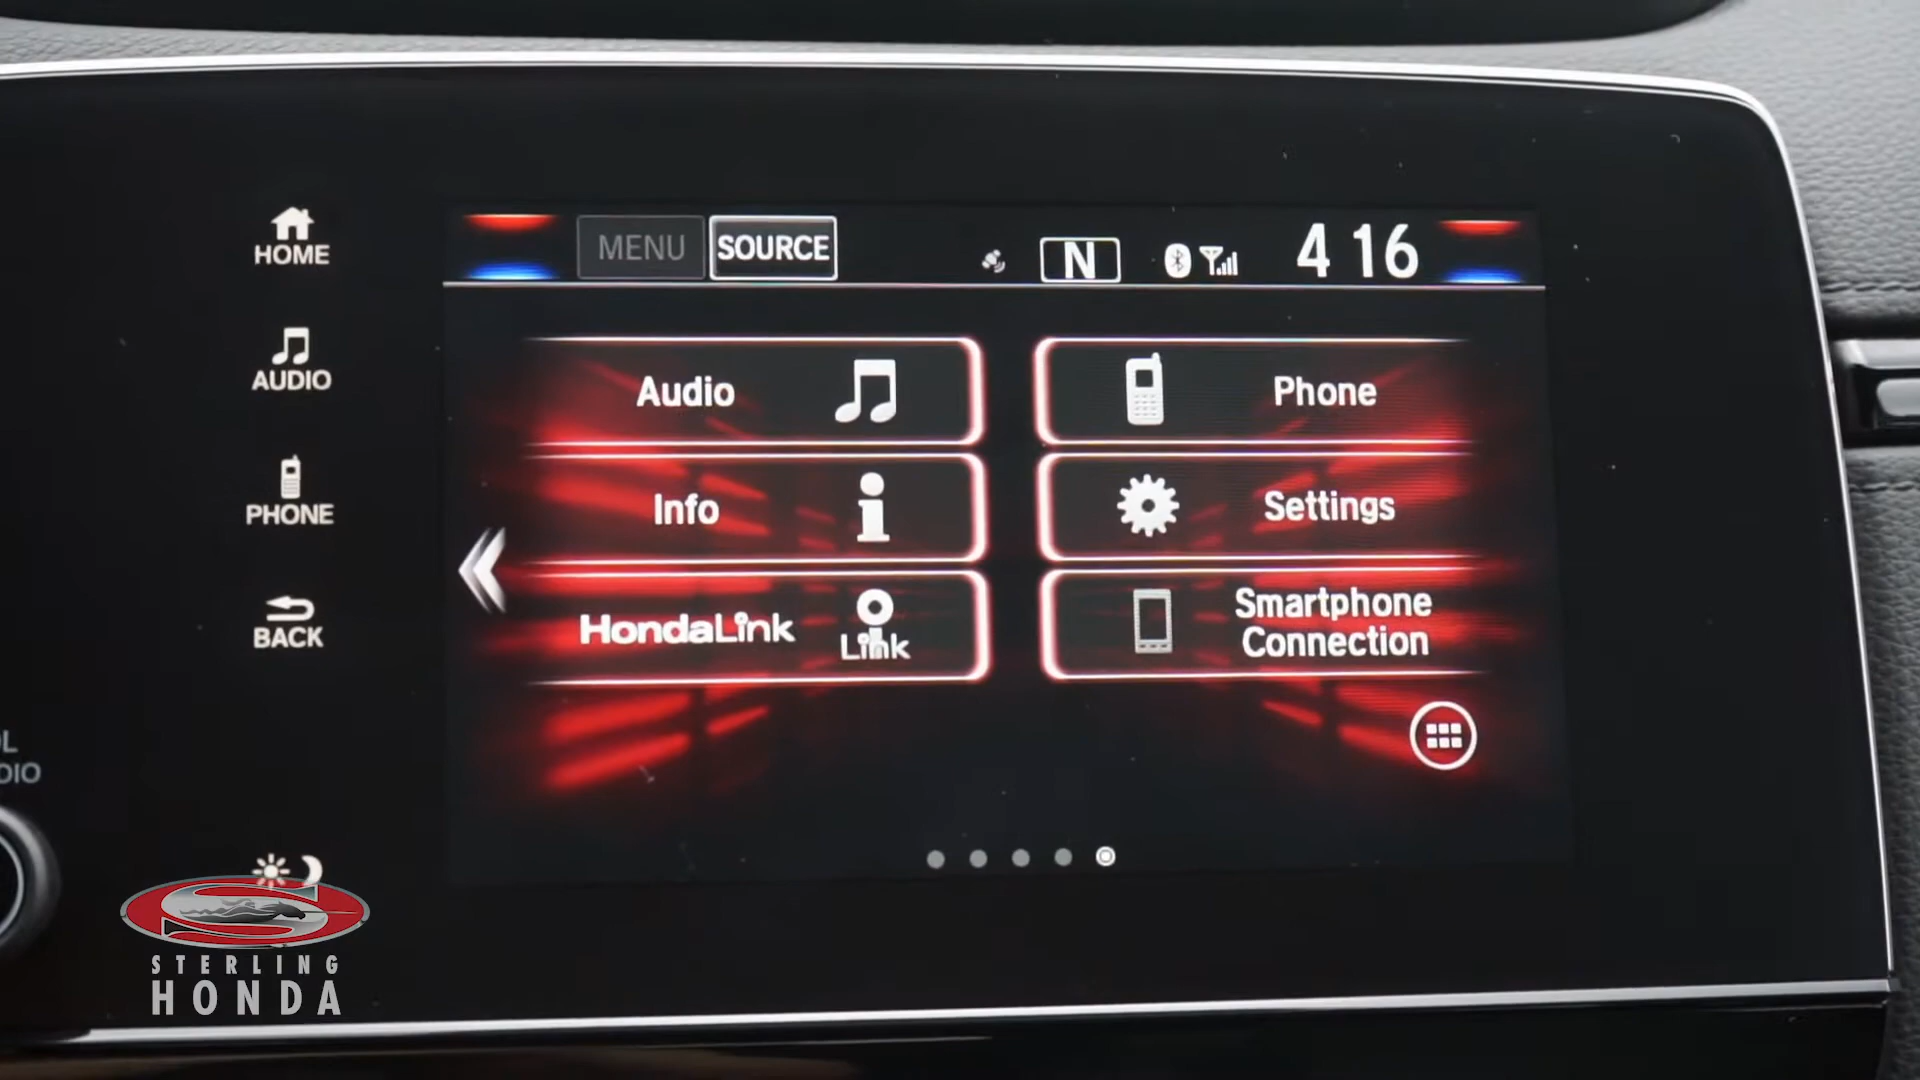 HOME
AUDIO
PHONE
BACK
MENU
SOURCE
N
4 16
Audio
Phone
Info
Settings
HondaLink
Link
Smartphone
Connection
STERLING
HONDA